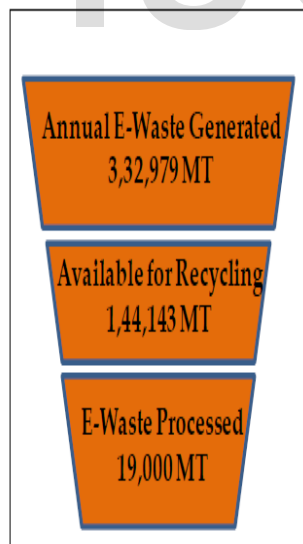 Annual E-Waste Generated
3,32,979 MT
Available for Recycling
1,44,143 MT
E-Waste Processed
19,000 MT